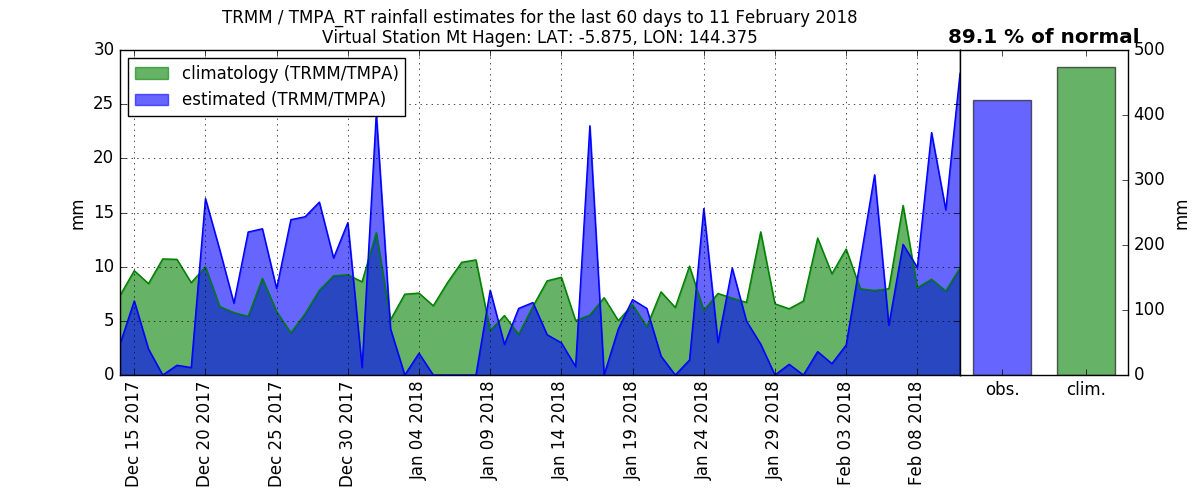 TRMM / TMPA_RT rainfall estimates for the last 60 days to 11 February 2018
Virtual Station Mt Hagen: LAT: -5.875, LON: 144.375
89.1 % of normal
climatology (TRMM/TMPA)
estimated (TRMM/TMPA)
30
25
20
15
10
5
0
mm
Dec 15 2017
Dec 20 2017
Dec 25 2017
Dec 30 2017
Jan 04 2018
Jan 09 2018
Jan 14 2018
Jan 19 2018
Jan 24 2018
Jan 29 2018
Feb 03 2018
Feb 08 2018
obs.
clim.
500
400
300
200
100
0
mm